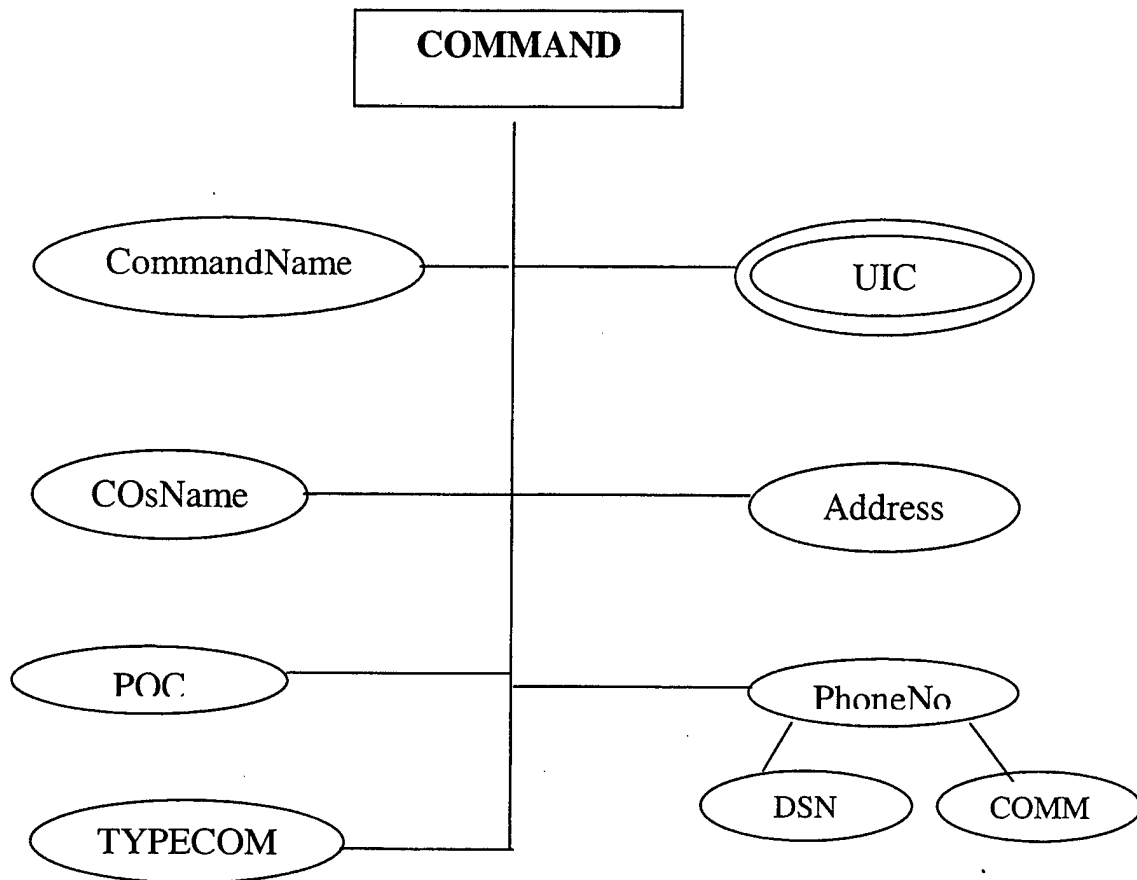 COMMAND
CommandName
UIC
COsName
Address
POC
PhoneNo
DSN
COMM
TYPECOM